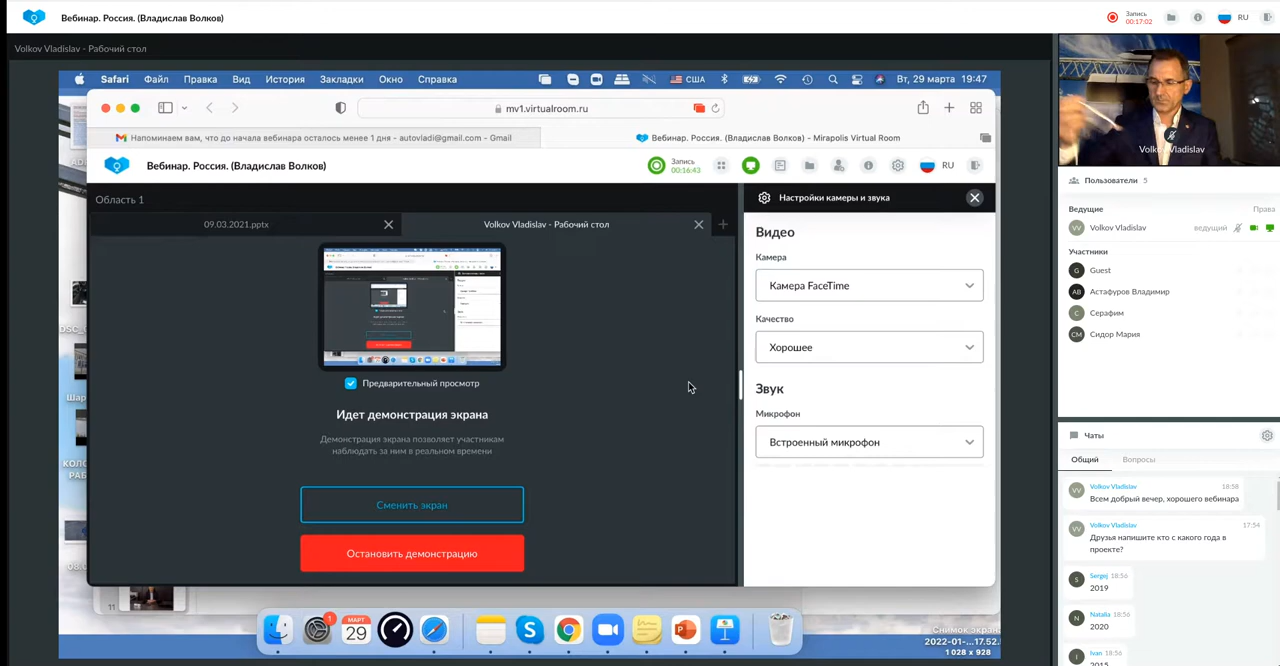 Вебинар. Россия. (Владислав Волков)
Запись
00:17:02
RU
Volkov Vladislav - Рабочий стол
Safari Файл Правка Вид История Закладки Окно Справка
США
Вт, 29 марта 19:47
mv1.virtualroom.ru
Напоминаем вам, что до начала вебинара осталось менее 1 дня - autovladi@gmail.com - Gmail
Вебинар. Россия. (Владислав Волков) - Mirapolis Virtual Room
Вебинар. Россия. (Владислав Волков)
Запись
00:16:43
RU
Область 1
09.03.2021.pptx
Volkov Vladislav - Рабочий стол
Предварительный просмотр
Идет демонстрация экрана
Демонстрация экрана позволяет участникам
наблюдать за ним в реальном времени
Сменить экран
Остановить демонстрацию
Настройки камеры и звука
Видео
Камера
Камера FaceTime
Качество
Хорошее
Звук
Микрофон
Встроенный микрофон
11
1
МАРТ
29
Снимок экран
2022-01-...17.52.
1 028 × 928
Volkov Vladislav
Пользователи 5
Ведущие
Права
VV
Volkov Vladislav
ведущий
Участники
G
Guest
АВ
Астафуров Владимир
С
Серафим
СМ
Сидор Мария
Чаты
Общий
Вопросы
VV
Volkov Vladislav
18:58
Всем добрый вечер, хорошего вебинара
VV
Volkov Vladislav
17:54
Друзья напишите кто с какого года в
проекте?
S
Sergej 18:56
2019
N
Natalia 18:56
2020
I
Ivan 18:56
2015